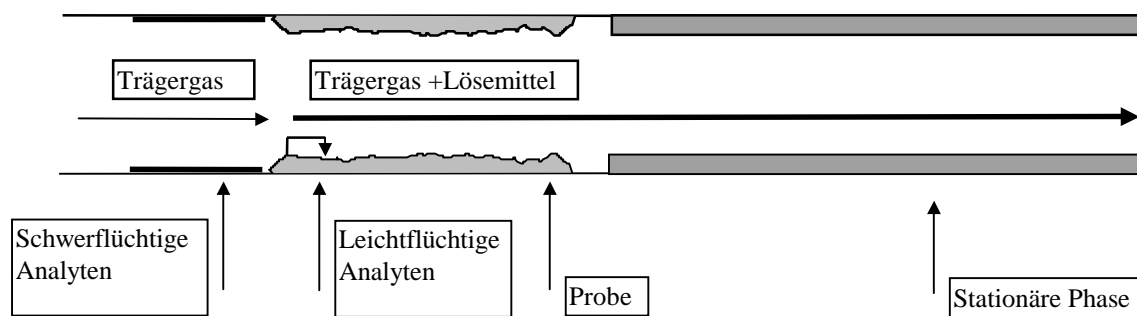 Trägergas
Trägergas +Lösemittel
Schwerflüchtige
Analyten
Leichtflüchtige
Analyten
Probe
Stationäre Phase